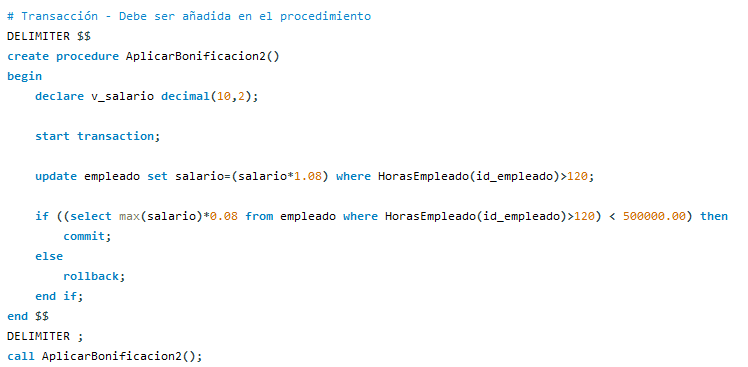 # Transacción - Debe ser añadida en el procedimiento
DELIMITER $$
create procedure AplicarBonificacion2()
begin
    declare v_salario decimal(10,2);

    start transaction;

    update empleado set salario=(salario*1.08) where HorasEmpleado(id_empleado)>120;

    if ((select max(salario)*0.08 from empleado where HorasEmpleado(id_empleado)>120) < 500000.00) then
        commit;
    else
        rollback;
    end if;
end $$
DELIMITER ;
call AplicarBonificacion2();